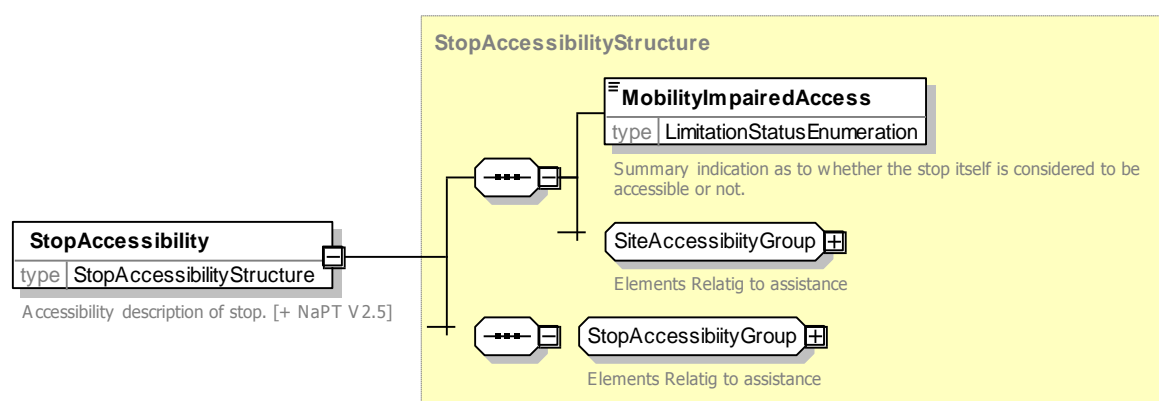 StopAccessibilityStructure
MobilityImpairedAccess
type LimitationStatusEnumeration
Summary indication as to whether the stop itself is considered to be
accessible or not.
SiteAccessibiityGroup
Elements Relatig to assistance
StopAccessibility
type StopAccessibilityStructure
Accessibility description of stop. [+ NaPT V2.5]
StopAccessibiityGroup
Elements Relatig to assistance